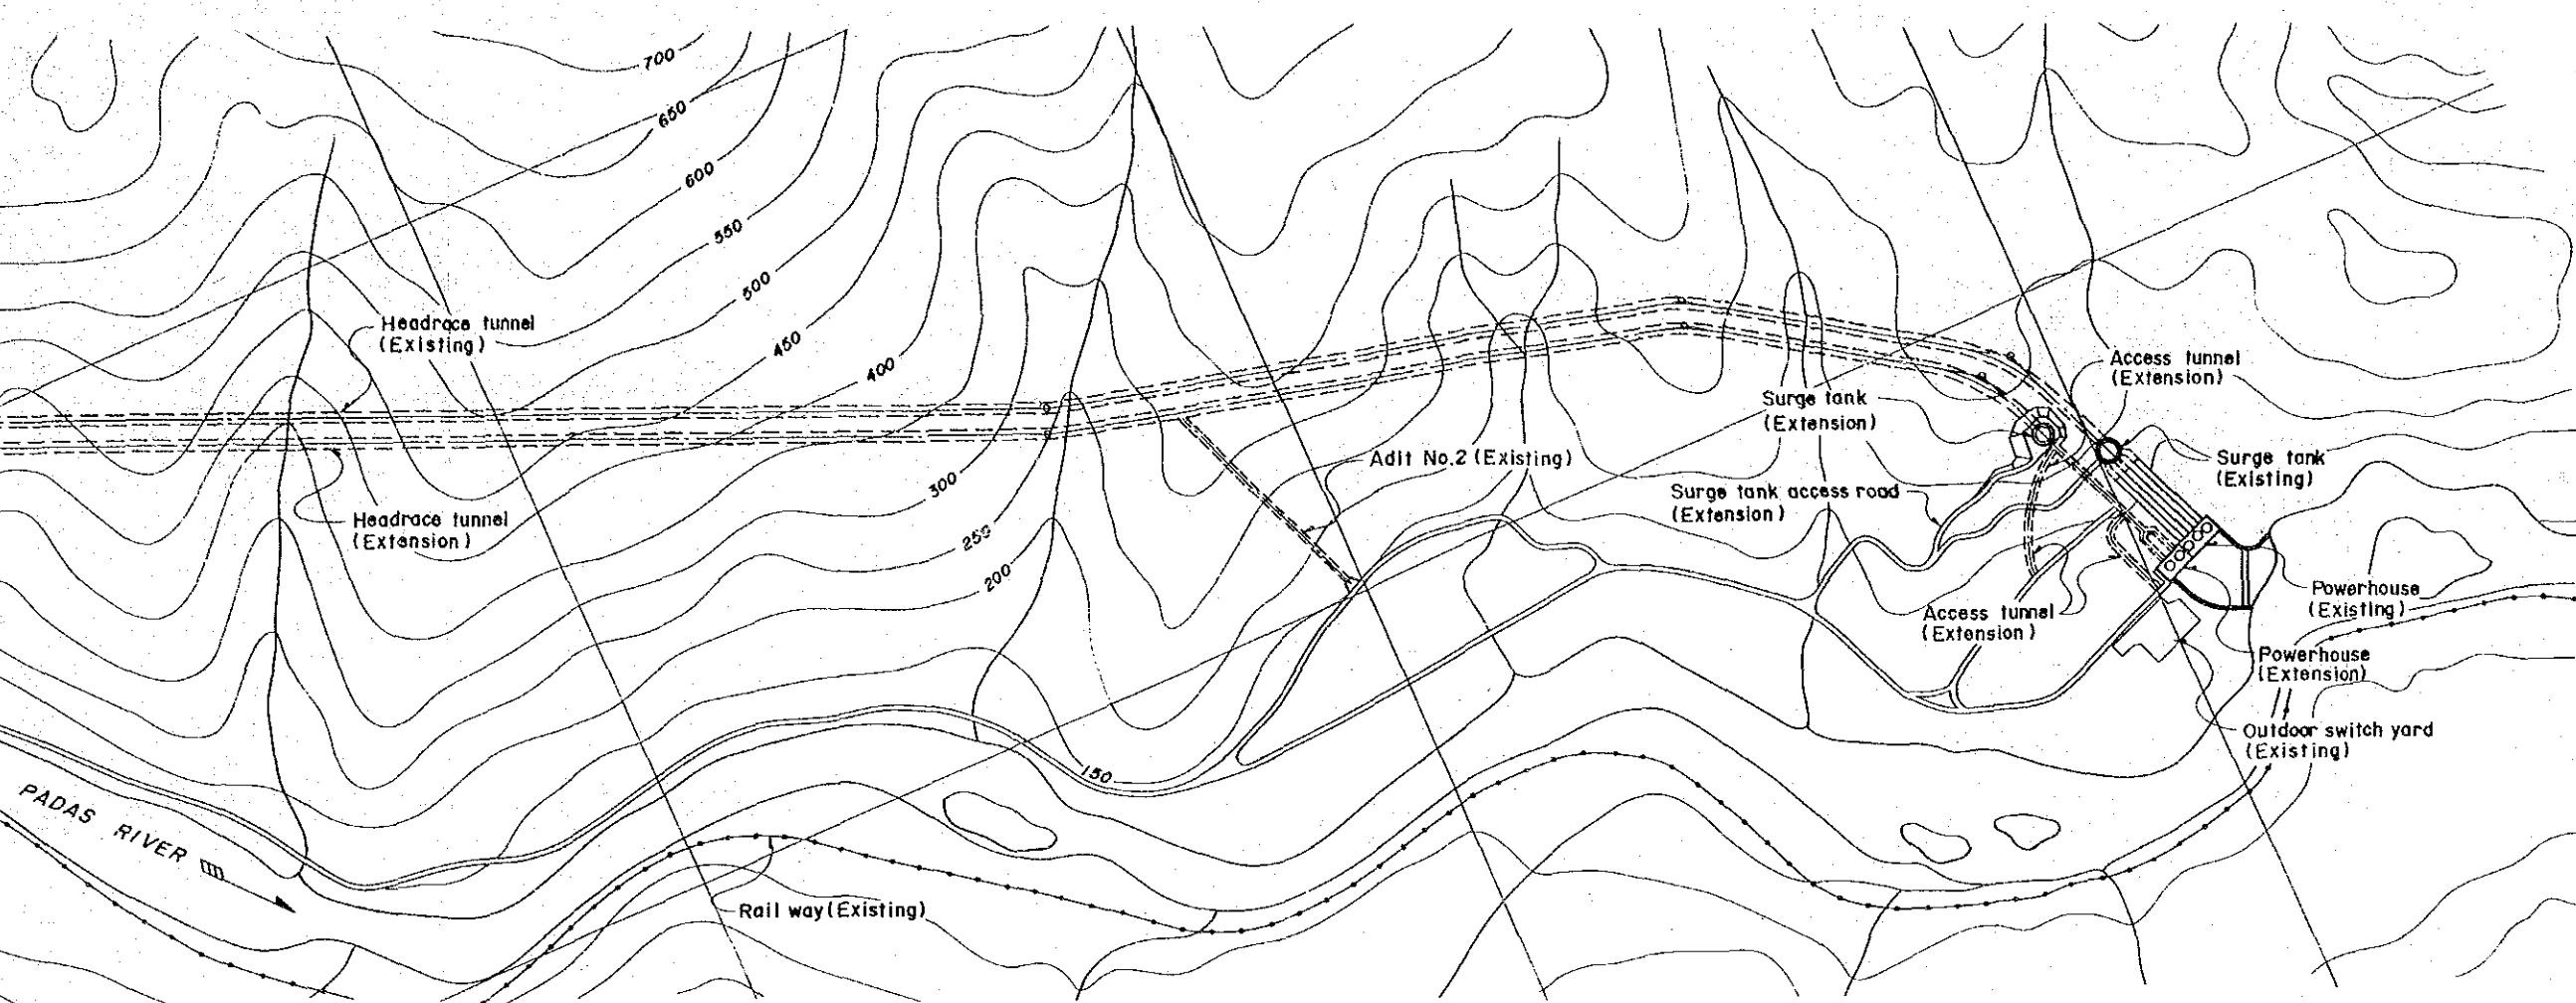 700
650
600
550
500
450
400
300
250
200
150
Headrace tunnel
(Existing)
Headrace tunnel
(Extension)
Adit No.2 (Existing)
Surge tank
(Extension)
Surge tank access road
(Extension)
Access tunnel
(Extension)
Surge tank
(Existing)
Access tunnel
(Extension)
Powerhouse
(Existing)
Powerhouse
(Extension)
Outdoor switch yard
(Existing)
PADAS RIVER
Rail way (Existing)